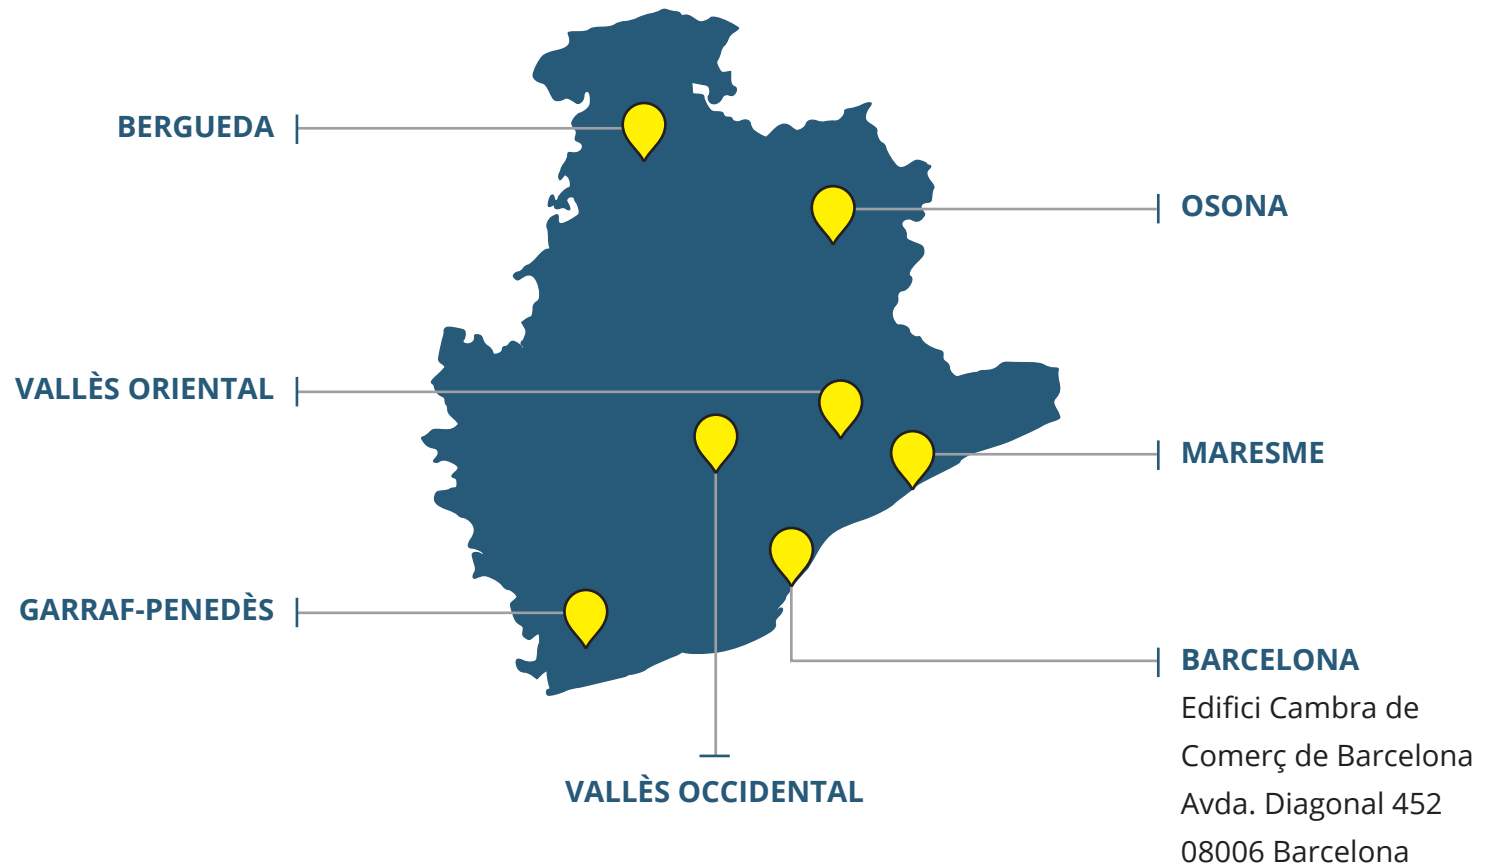 BERGUEDA
OSONA
VALLÈS ORIENTAL
MARESME
GARRAF-PENEDÈS
BARCELONA
Edifici Cambra de
Comerç de Barcelona
Avda. Diagonal 452
08006 Barcelona
VALLÈS OCCIDENTAL